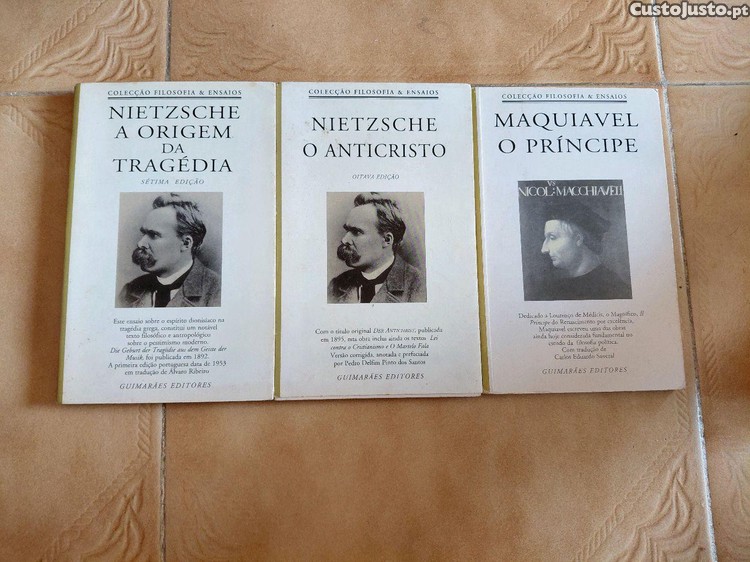 CustoJusto.pt
COLECÇÃO FILOSOFIA & ENSAIOS
NIETZSCHE
A ORIGEM
DA
TRAGÉDIA
SÉTIMA EDIÇÃO
Este ensaio sobre o espírito dionisíaco na
tragédia grega, constitui um notável
texto filosófico e antropológico
sobre o pessimismo moderno.
Die Geburt der Tragödie aus dem Geiste der
Musik foi publicada em 1892.
A primeira edição portuguesa data de 1953
em tradução de Álvaro Ribeiro
GUIMARÃES EDITORES
COLECÇÃO FILOSOFIA & ENSAIOS
NIETZSCHE
O ANTICRISTO
OITAVA EDIÇÃO
Com o título original DER ANTICHRIST, publicada
em 1895, esta obra inclui ainda os textos Lei
contra o Cristianismo e O Martelo Fala
Versão corrigida, anotada e prefaciada
por Pedro Delfim Pinto dos Santos
GUIMARÃES EDITORES
COLECÇÃO FILOSOFIA & ENSAIOS
MAQUIAVEL
O PRÍNCIPE
NICOL: MACCHIAVELI
Dedicado a Lourenço de Médicis, o Magnífico,
Príncipe do Renascimento por excelência,
Maquiavel escreveu uma das obras
ainda hoje considerada fundamental no
estudo da filosofia política.
Com tradução de
Carlos Eduardo Soveral
GUIMARÃES EDITORES